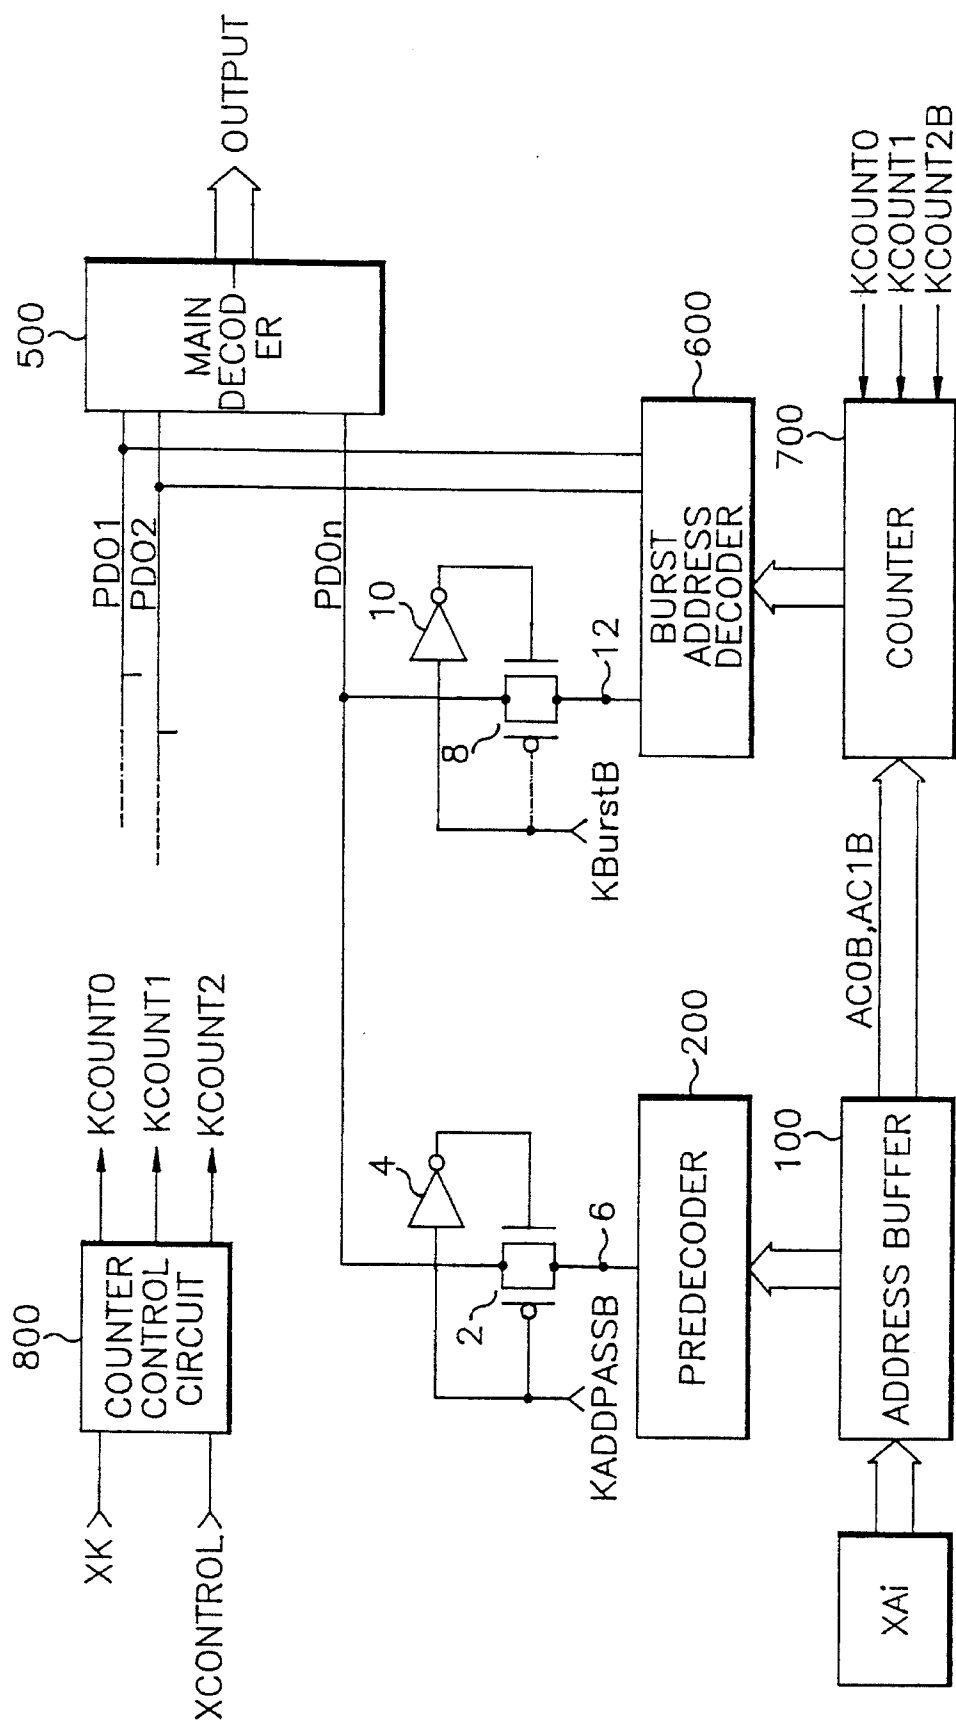 800
COUNTER
CONTROL
CIRCUIT
XK
XCONTROL
KCOUNT0
KCOUNT1
KCOUNT2
PDO1
PDO2
PDOn
500
MAIN
DECOD
ER
OUTPUT
4
2
6
KADDPASSB
10
8
12
KBurstB
PREDECODER
200
BURST
ADDRESS
DECODER
600
XAi
100
ADDRESS BUFFER
AC0B,AC1B
700
COUNTER
KCOUNT0
KCOUNT1
KCOUNT2B